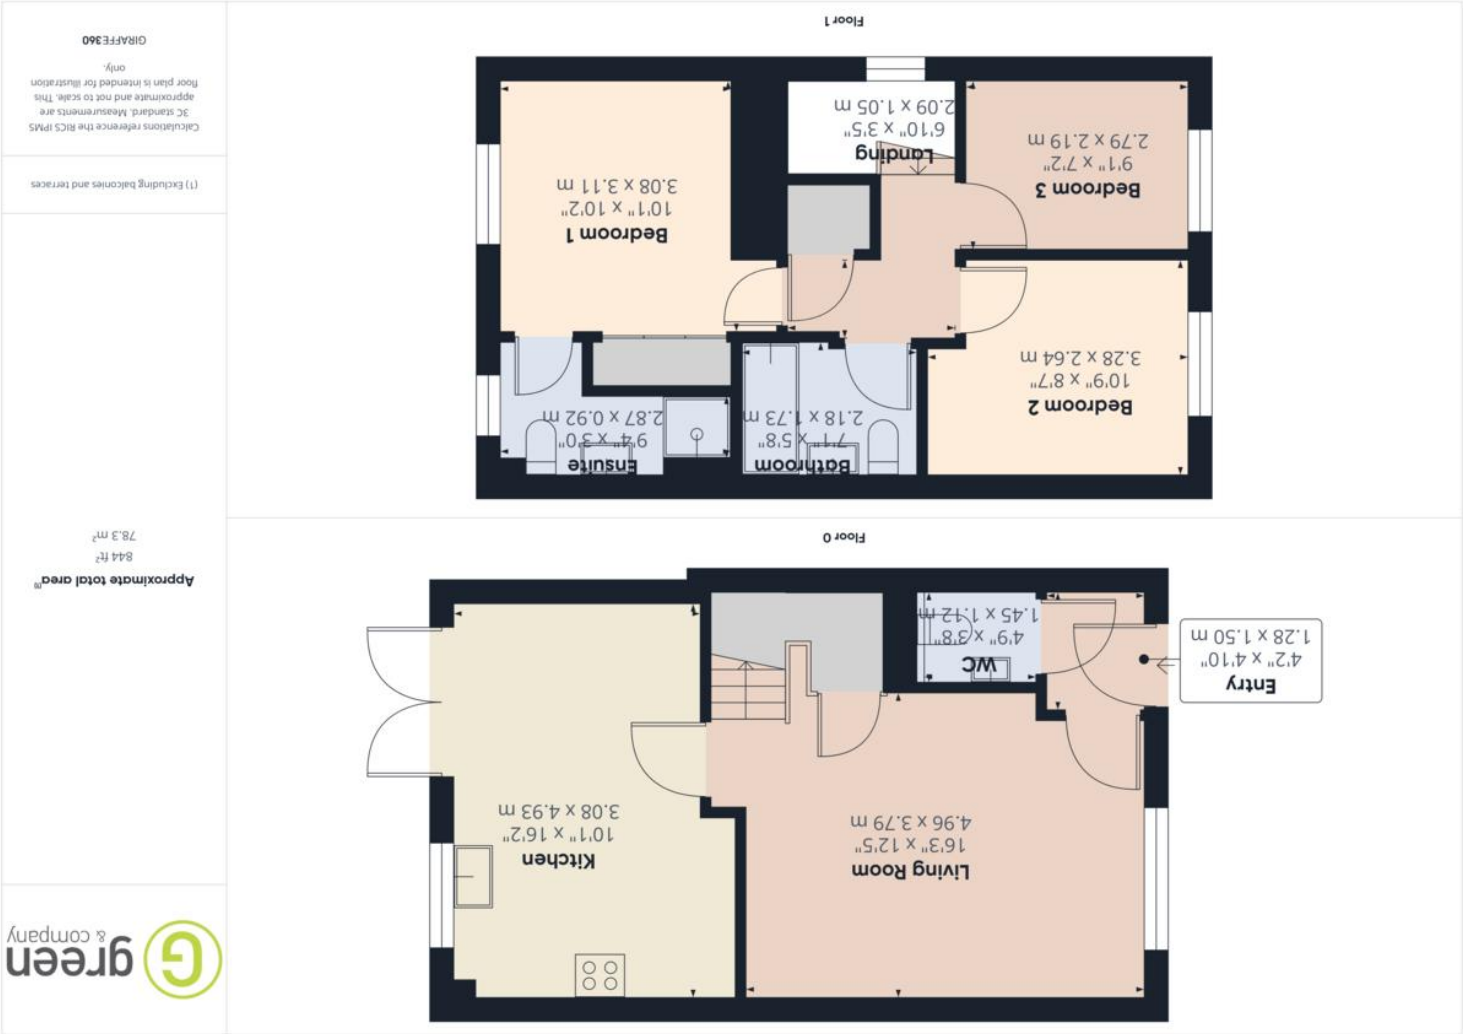 green
& company
Approximate total area⁽¹⁾
844 ft²
78.3 m²
(1) Excluding balconies and terraces
Calculations reference the RICS IPMS
3C standard. Measurements are
approximate and not to scale. This
floor plan is intended for illustration
only.
GIRAFFE360
Living Room
16'3" x 12'5"
4.96 x 3.79 m
Kitchen
10'1" x 16'2"
3.08 x 4.93 m
Entry
4'2" x 4'10"
1.28 x 1.50 m
WC
4'9" x 3'8"
1.45 x 1.12 m
Floor 0
Bathroom
7'1" x 5'8"
2.18 x 1.73 m
Ensuite
9'4" x 3'0"
2.87 x 0.92 m
Bedroom 2
10'9" x 8'7"
3.28 x 2.64 m
Bedroom 1
10'1" x 10'2"
3.08 x 3.11 m
Bedroom 3
9'1" x 7'2"
2.79 x 2.19 m
Landing
6'10" x 3'5"
2.09 x 1.05 m
Floor 1